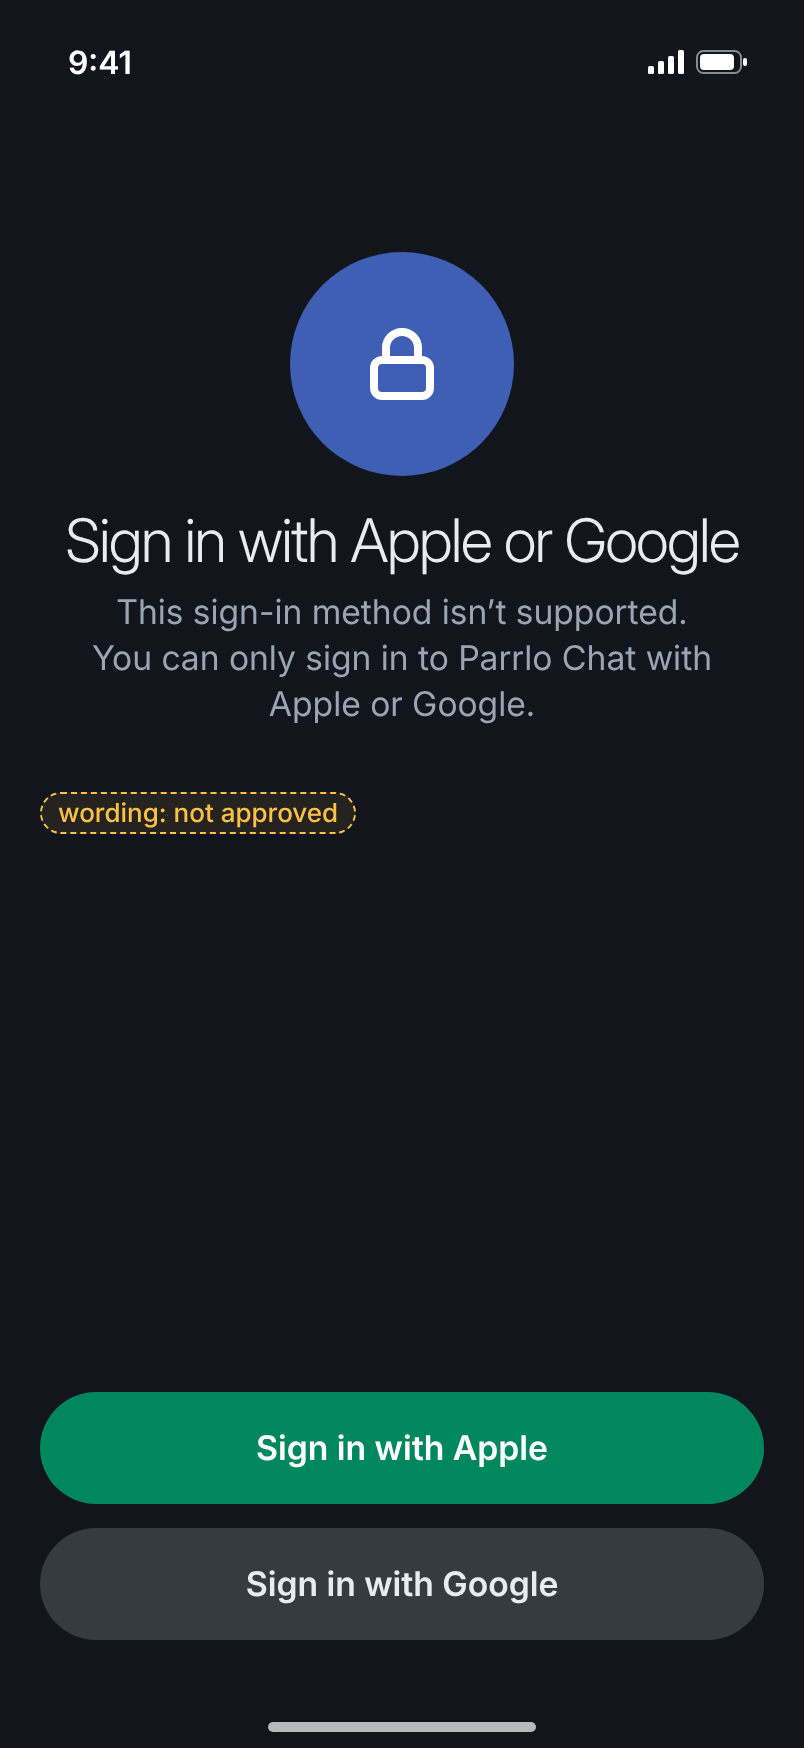 9:41
Sign in with Apple or Google
This sign-in method isn’t supported.
You can only sign in to Parrlo Chat with
Apple or Google.
wording: not approved
Sign in with Apple
Sign in with Google